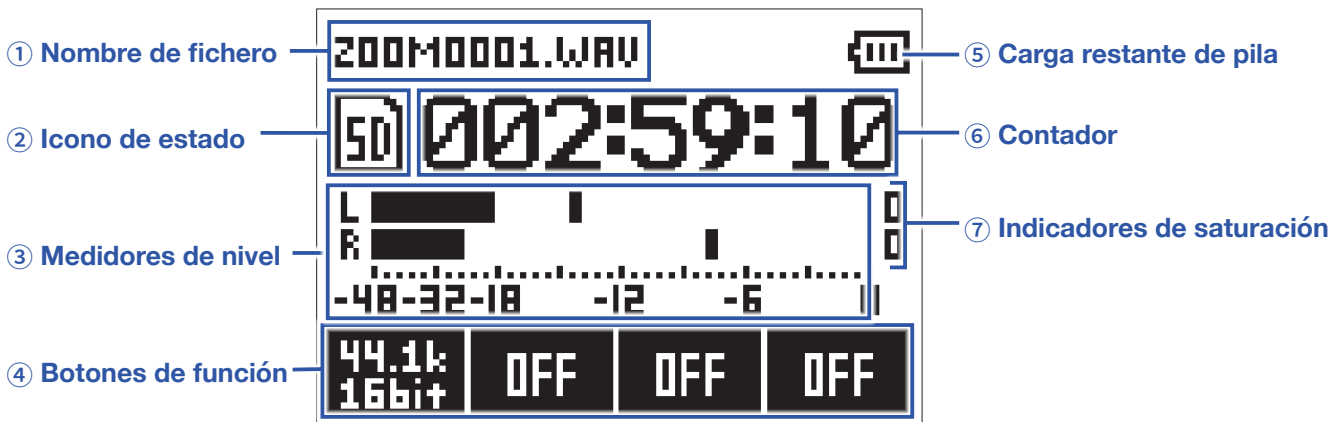 ① Nombre de fichero
ZOOM0001.WAV
⑤ Carga restante de pila
② Icono de estado
SD
002:59:10
⑥ Contador
③ Medidores de nivel
L
R
-48-32-18 -12 -6 0
⑦ Indicadores de saturación
④ Botones de función
44.1k
16bit
OFF
OFF
OFF